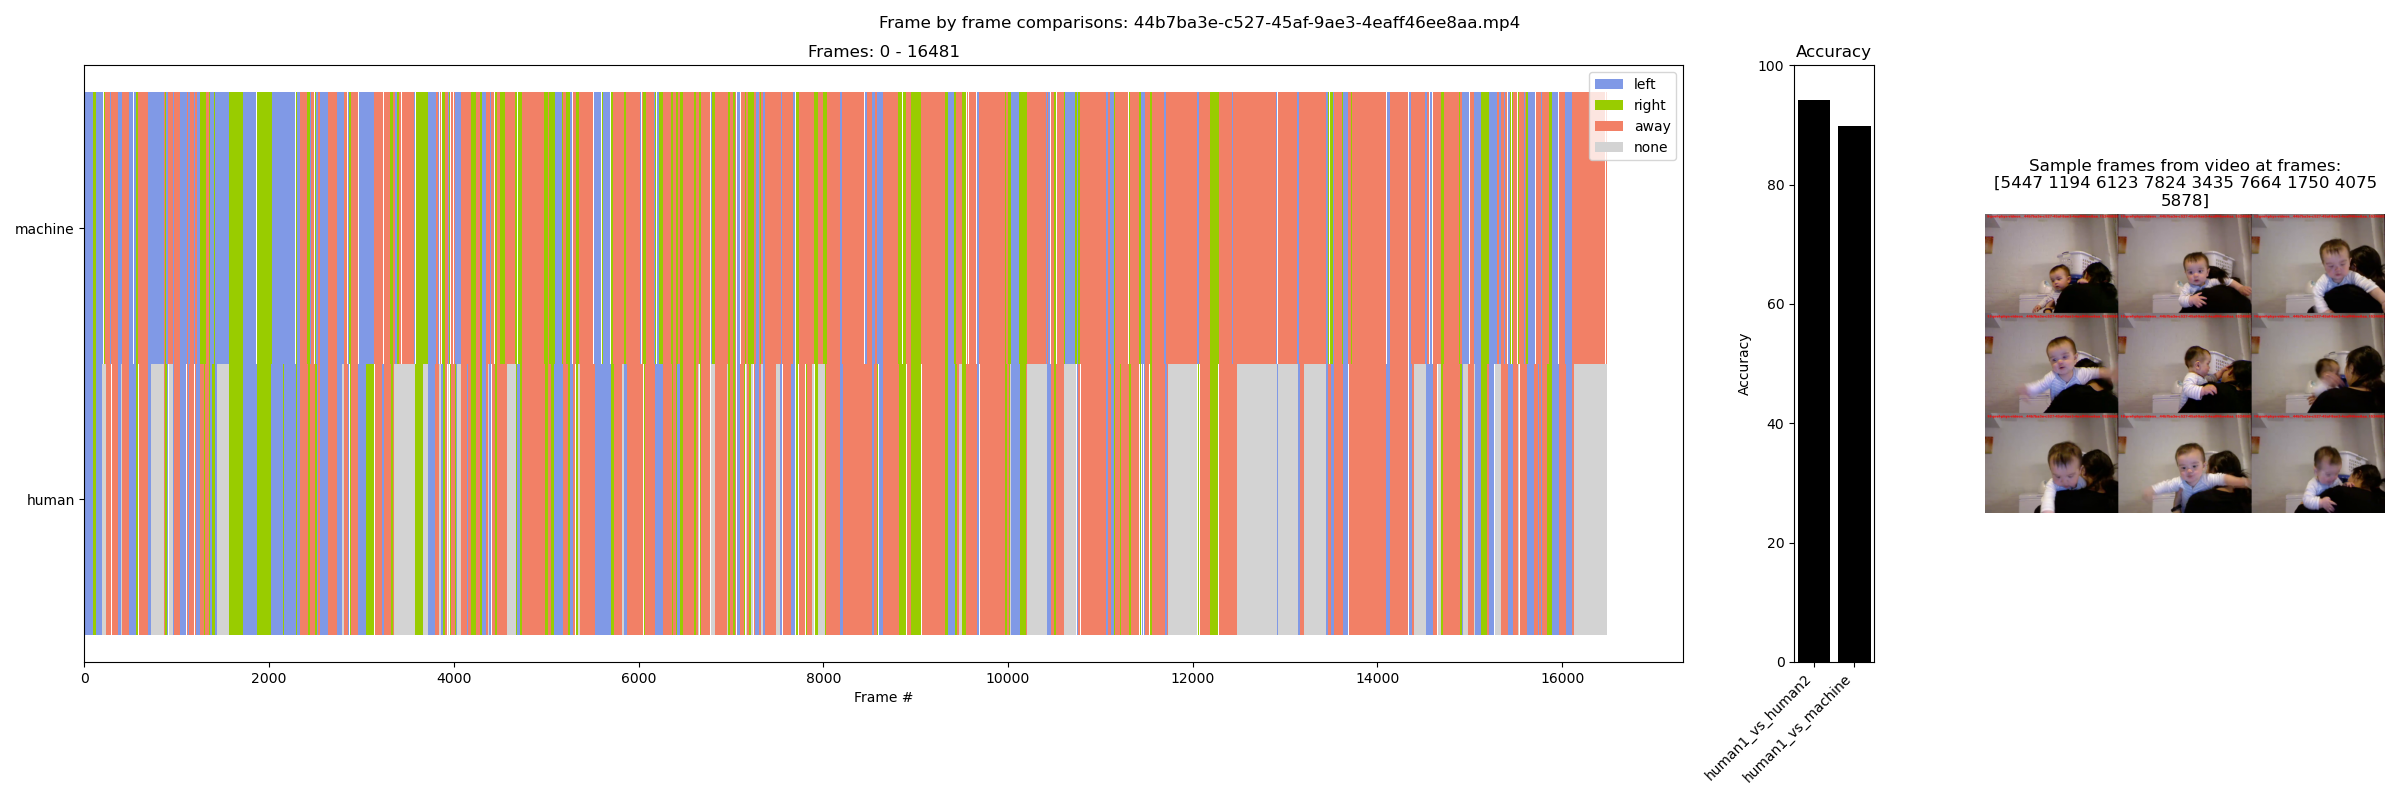 Frame by frame comparisons: 44b7ba3e-c527-45af-9ae3-4eaff46ee8aa.mp4
Frames: 0 - 16481
left
right
away
none
machine
human
0
2000
4000
6000
8000
10000
12000
14000
16000
Frame #
Accuracy
100
80
60
40
20
0
Accuracy
human1_vs_human2
human1_vs_machine
Sample frames from video at frames:
[5447 1194 6123 7824 3435 7664 1750 4075
5878]